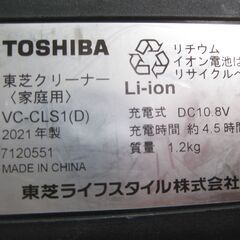 TOSHIBA
東芝クリーナー
〈家庭用〉
VC-CLS1(D)
2021年製
7120551
MADE IN CHINA
リチウム
イオン電池は
リサイクルへ
Li-ion
充電式 DC10.8V
充電時間 約4.5時間
質量 1.2kg
東芝ライフスタイル株式会社